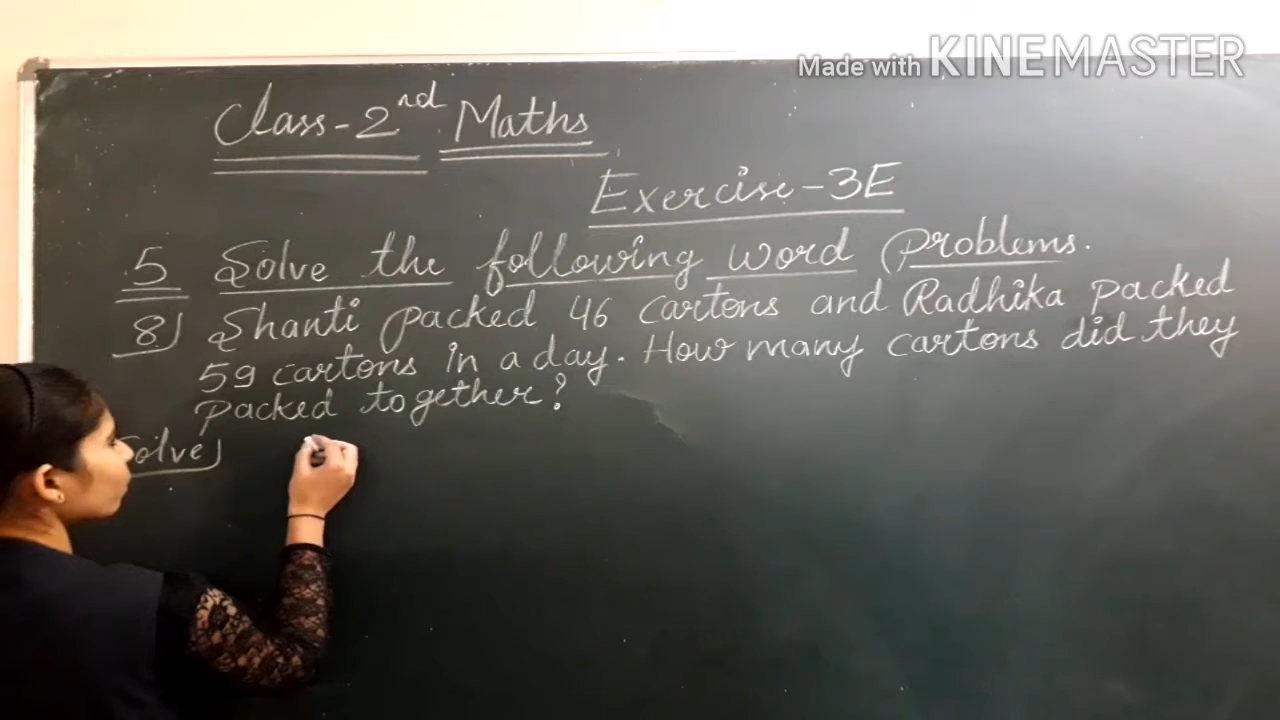 Made with KINEMASTER
Class-2nd Maths
Exercise-3E
5 Solve the following word problems.
8) Shanti packed 46 cartons and Radhika packed
59 cartons in a day. How many cartons did they
packed together?
Solve)